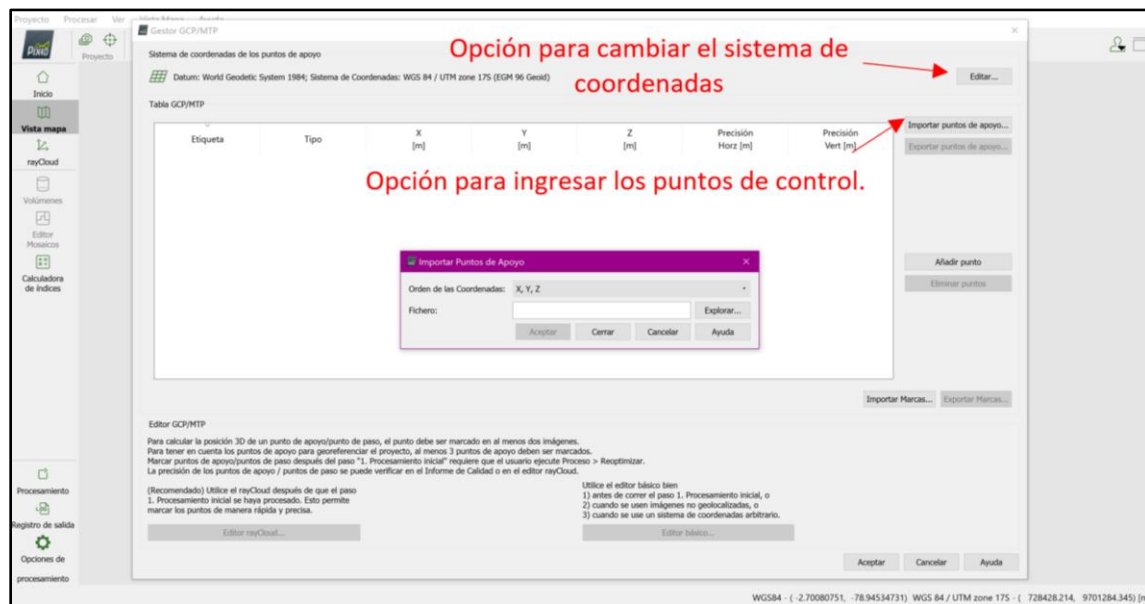 Proyecto Procesar Ver Vista Mapa Ayuda
Pix4D
Proyecto
Inicio
Vista mapa
rayCloud
Volúmenes
Editor
Mosaicos
Calculadora
de índices
Procesamiento
Registro de salida
Opciones de
procesamiento
Gestor GCP/MTP
Sistema de coordenadas de los puntos de apoyo
Datum: World Geodetic System 1984; Sistema de Coordenadas: WGS 84 / UTM zone 17S (EGM 96 Geoid)
Opción para cambiar el sistema de
coordenadas
Editar...
Tabla GCP/MTP
Etiqueta Tipo X Y Z Precisión Precisión
[m] [m] [m] Horz [m] Vert [m]
Importar puntos de apoyo...
Exportar puntos de apoyo...
Opción para ingresar los puntos de control.
Importar Puntos de Apoyo
Orden de las Coordenadas: X, Y, Z
Fichero: Explorar...
Aceptar Cerrar Cancelar Ayuda
Añadir punto
Eliminar puntos
Importar Marcas... Exportar Marcas...
Editor GCP/MTP
Para calcular la posición 3D de un punto de apoyo/punto de paso, el punto debe ser marcado en al menos dos imágenes.
Para tener en cuenta los puntos de apoyo para georeferenciar el proyecto, al menos 3 puntos de apoyo deben ser marcados.
Marcar puntos de apoyo/puntos de paso después del paso "1. Procesamiento inicial" requiere que el usuario ejecute Proceso > Reoptimizar.
La precisión de los puntos de apoyo / puntos de paso se puede verificar en el Informe de Calidad o en el editor rayCloud.
(Recomendado) Utilice el rayCloud después de que el paso
1. Procesamiento inicial se haya procesado. Esto permite
marcar los puntos de manera rápida y precisa.
Editor rayCloud...
Utilice el editor básico bien
1) antes de correr el paso 1. Procesamiento inicial, o
2) cuando se usen imágenes no geolocalizadas, o
3) cuando se use un sistema de coordenadas arbitrario.
Editor básico...
Aceptar Cancelar Ayuda
WGS84 - ( -2.70080751, -78.94534731) WGS 84 / UTM zone 17S - ( 728428.214, 9701284.345) [m]